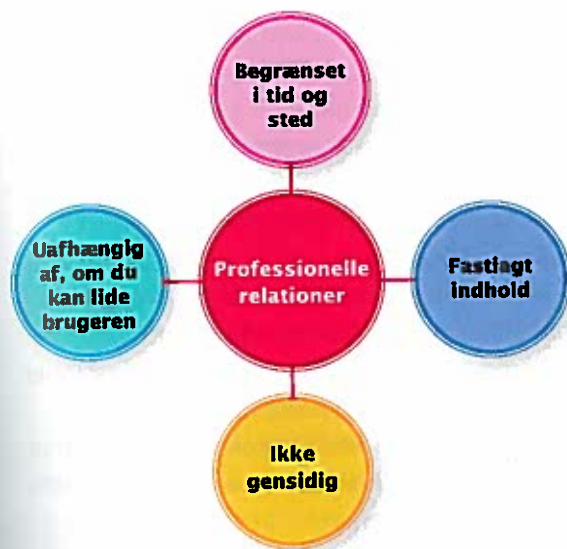 Begrænset
i tid og
sted
Uafhængig
af, om du
kan lide
brugeren
Professionelle
relationer
Fastlagt
indhold
Ikke
gensidig